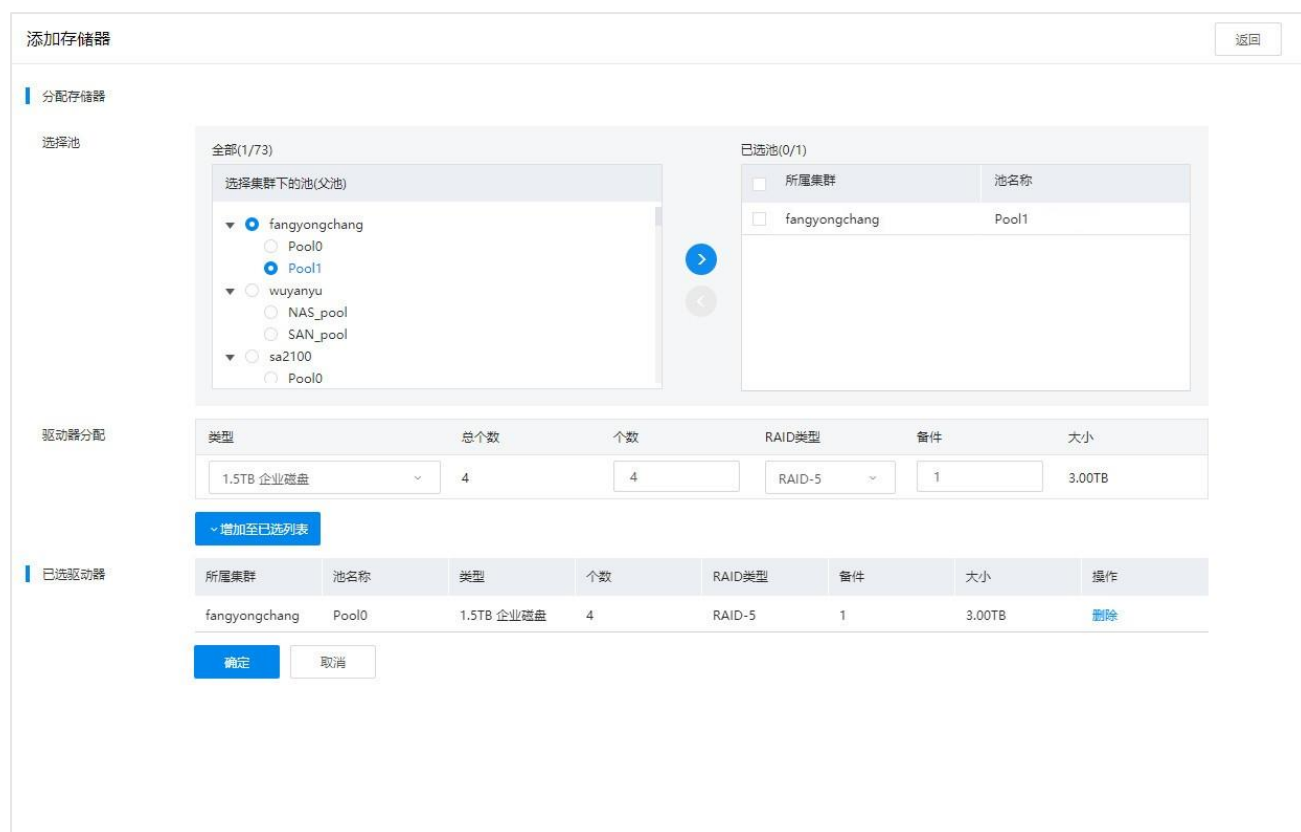 添加存储器 返回
分配存储器
选择池
全部(1/73) 已选池(0/1)
选择集群下的池(父池) 所属集群 池名称
fangyongchang fangyongchang Pool1
Pool0
Pool1
wuyanyu
NAS_pool
SAN_pool
sa2100
Pool0
驱动器分配 类型 总个数 个数 RAID类型 备件 大小
1.5TB 企业磁盘 4 4 RAID-5 1 3.00TB
增加至已选列表
已选驱动器 所属集群 池名称 类型 个数 RAID类型 备件 大小 操作
fangyongchang Pool0 1.5TB 企业磁盘 4 RAID-5 1 3.00TB 删除
确定 取消